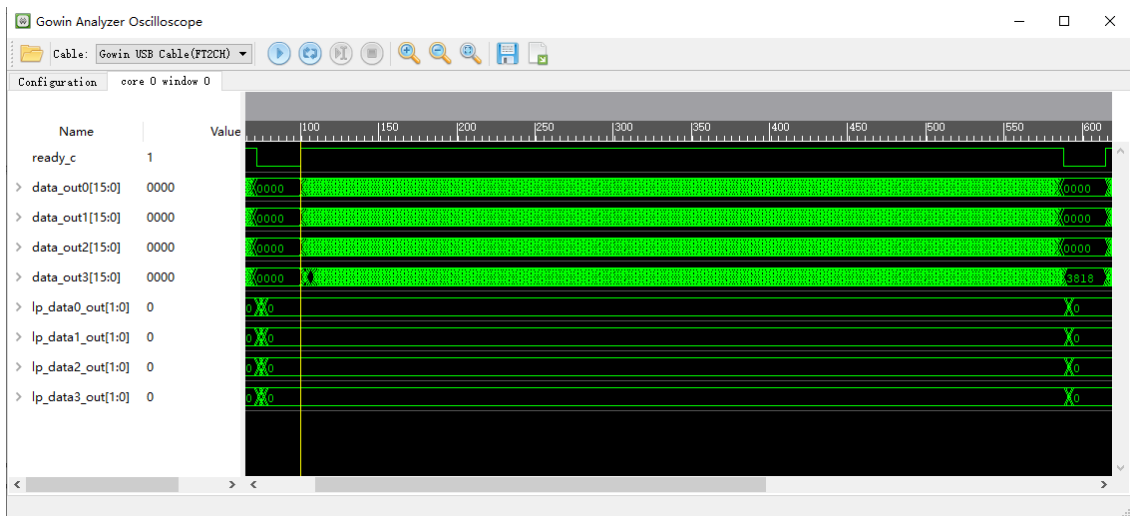 Gowin Analyzer Oscilloscope
Cable: Gowin USB Cable(FT2CH)
Configuration core 0 window 0
Name Value 100 150 200 250 300 350 400 450 500 550 600
ready_c 1
data_out0[15:0] 0000 0000 0000
data_out1[15:0] 0000 0000 0000
data_out2[15:0] 0000 0000 0000
data_out3[15:0] 0000 0000 3818
lp_data0_out[1:0] 0 0 0 0
lp_data1_out[1:0] 0 0 0 0
lp_data2_out[1:0] 0 0 0 0
lp_data3_out[1:0] 0 0 0 0